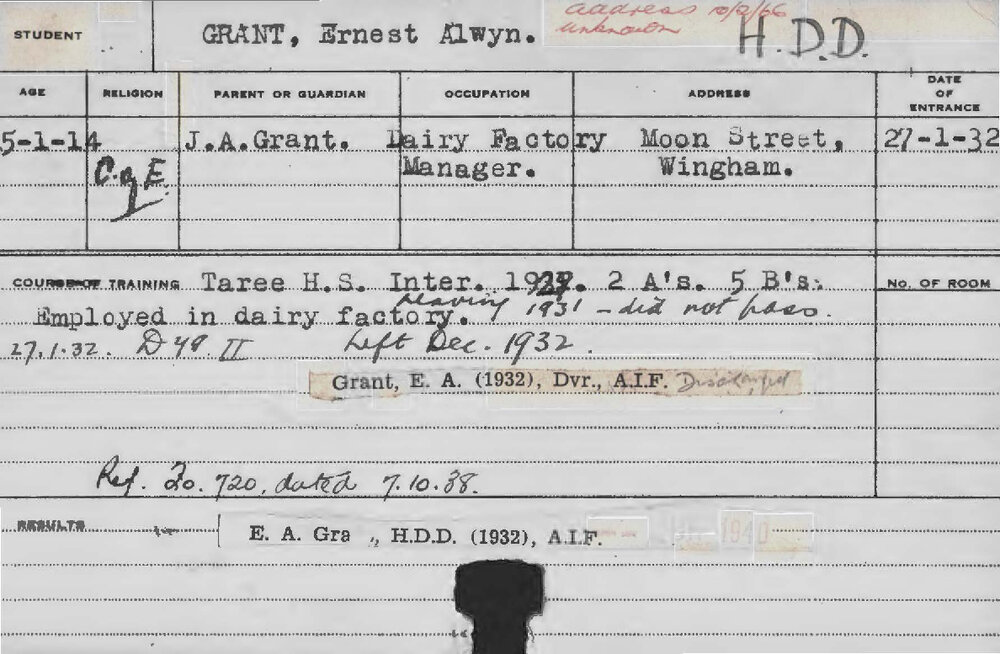 STUDENT GRANT, Ernest Alwyn. address 10/2/66 H.D.D.
unknown
AGE RELIGION PARENT OR GUARDIAN OCCUPATION ADDRESS DATE OF ENTRANCE
5-1-14 J.A.Grant. Dairy Factory Moon Street, 27-1-32
C. of E. Manager. Wingham.
COURSE OF TRAINING Taree H.S. Inter. 1929. 2 A's. 5 B's. No. OF ROOM
Employed in dairy factory. Leaving 1931 - did not pass.
27.1.32. D 48. II Left Dec. 1932.
Grant, E. A. (1932), Dvr., A.I.F. Discharged
Ref. 20.720, dated 7.10.38.
RESULTS
E. A. Gra ., H.D.D. (1932), A.I.F. 1940